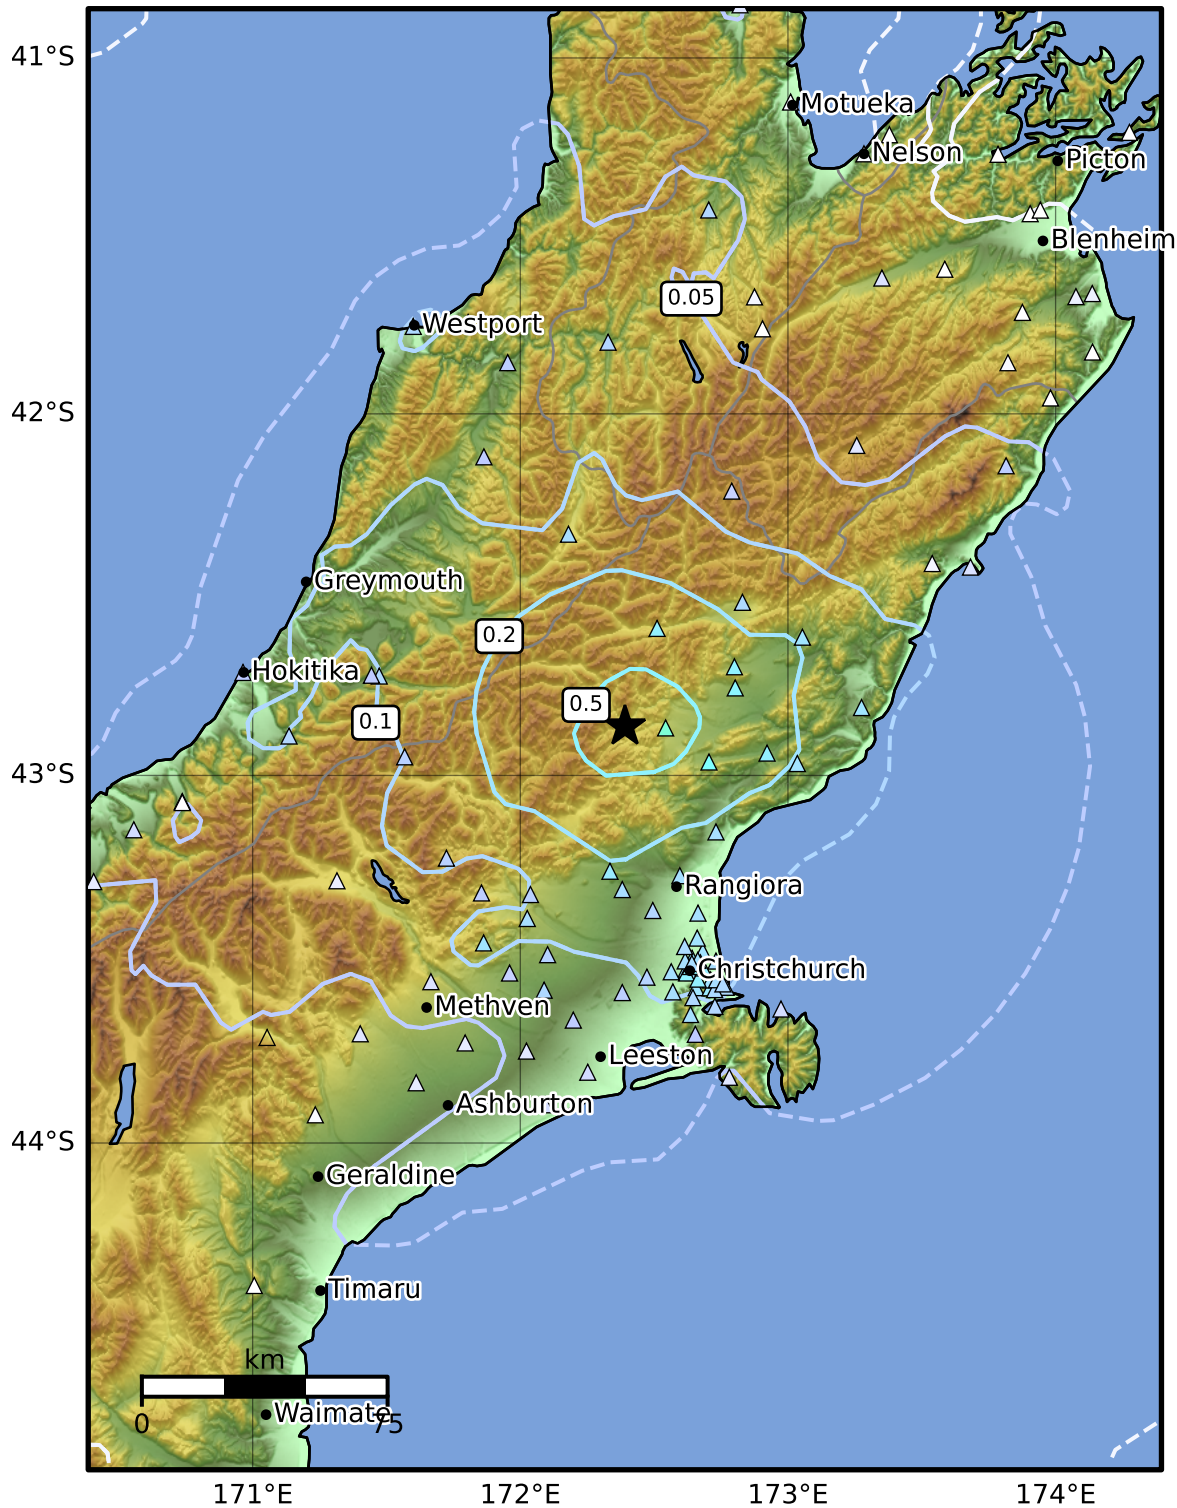 41°S
Motueka
Nelson
Picton
Blenheim
0.05
Westport
42°S
Greymouth
0.2
Hokitika
0.5
0.1
43°S
Rangiora
Christchurch
Methven
Leeston
Ashburton
44°S
Geraldine
Timaru
km
0
75
Waimate
171°E
172°E
173°E
174°E